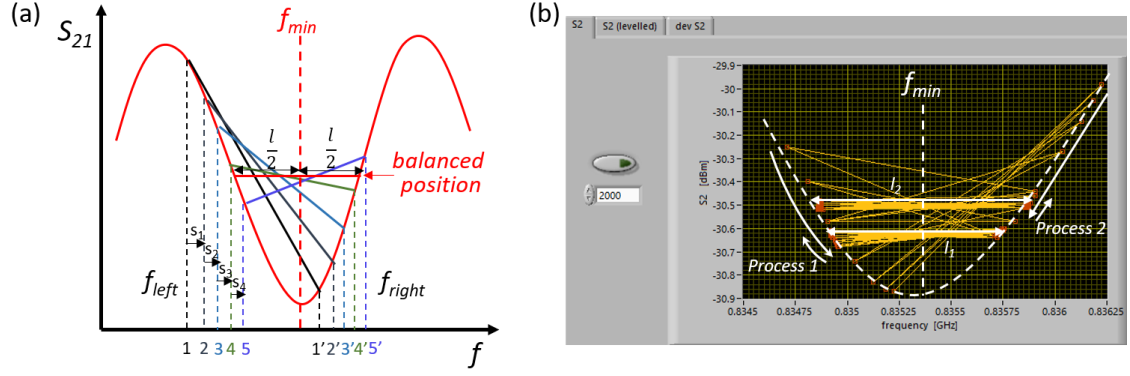 (a)
S21
fmin
l/2 l/2
balanced
position
s1
s2
s3
s4
fleft
fright
f
1 2 3 4 5 1' 2' 3' 4' 5'
(b)
S2 S2 (levelled) dev S2
2000
S2
[dBm]
-29.9
-30
-30.1
-30.2
-30.3
-30.4
-30.5
-30.6
-30.7
-30.8
-30.9
fmin
l2
l1
Process 1
Process 2
0.8345 0.83475 0.835 0.83525 0.8355 0.83575 0.836 0.83625
frequency [GHz]